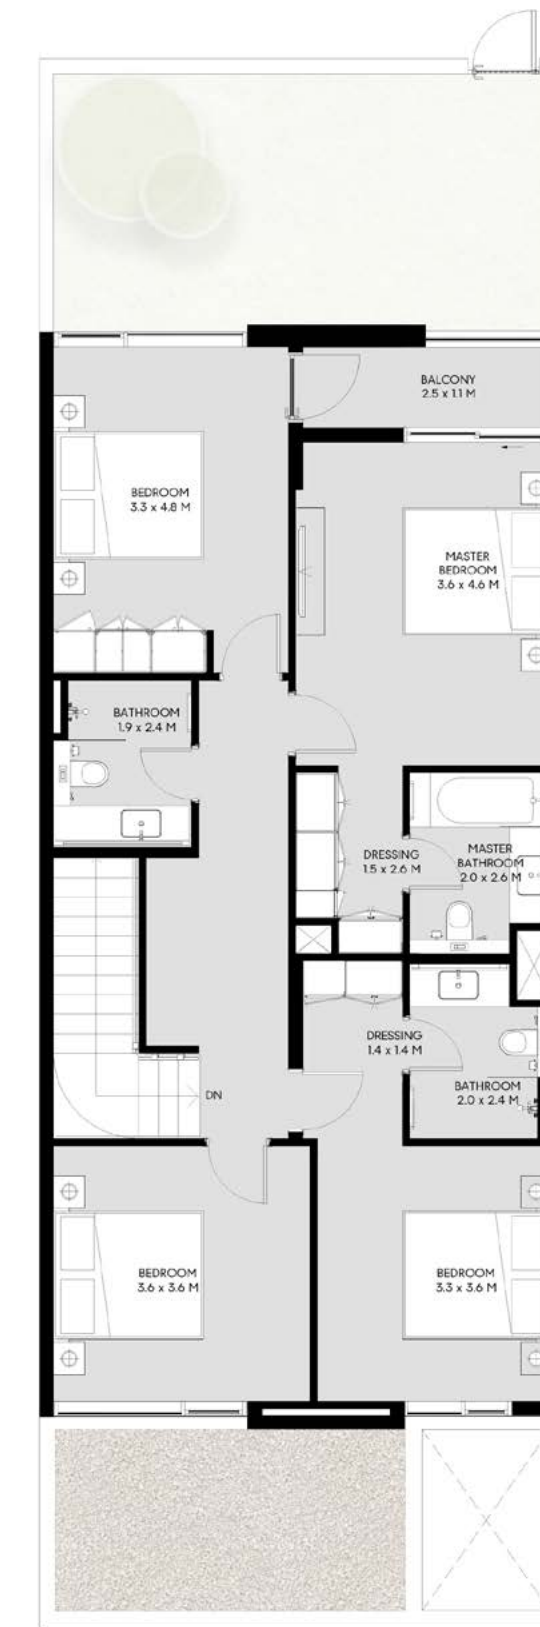 BALCONY
2.5 x 1.1 M
BEDROOM
3.3 x 4.8 M
MASTER
BEDROOM
3.6 x 4.6 M
BATHROOM
1.9 x 2.4 M
DRESSING
1.5 x 2.6 M
MASTER
BATHROOM
2.0 x 2.6 M
DRESSING
1.4 x 1.4 M
BATHROOM
2.0 x 2.4 M
DN
BEDROOM
3.6 x 3.6 M
BEDROOM
3.3 x 3.6 M